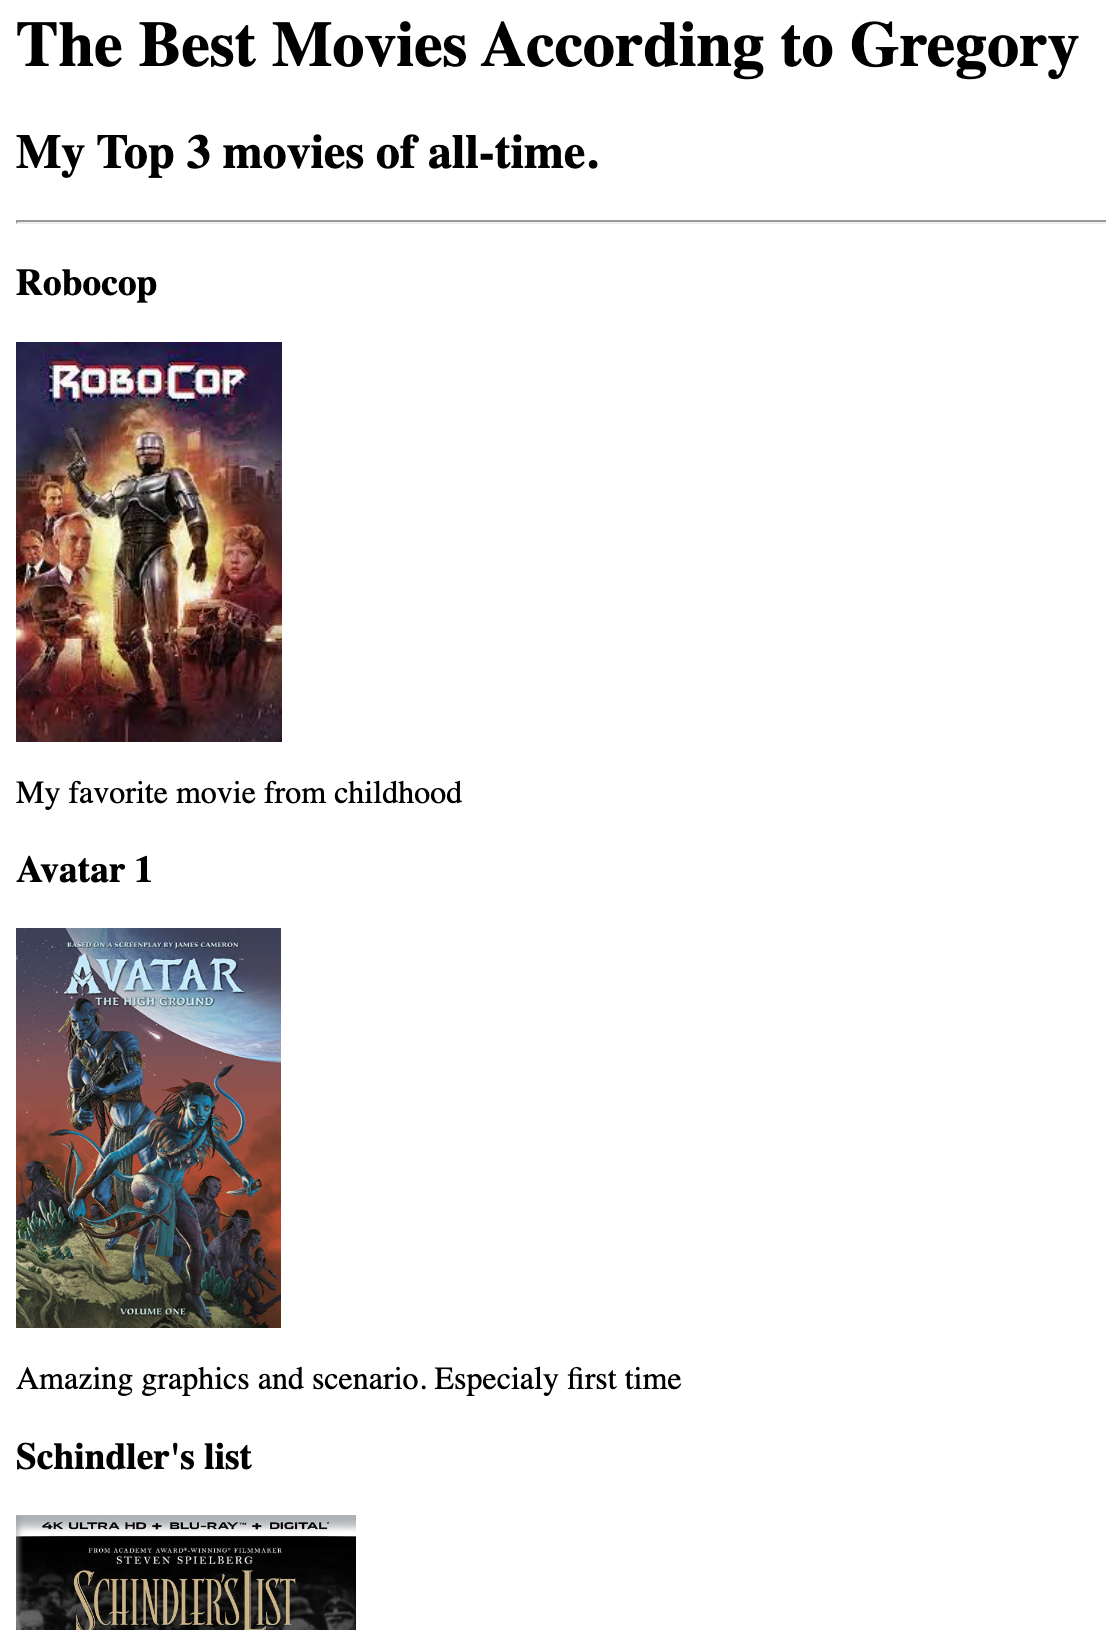 The Best Movies According to Gregory
My Top 3 movies of all-time.
Robocop
ROBOCOP
My favorite movie from childhood
Avatar 1
BASED ON A SCREENPLAY BY JAMES CAMERON
AVATAR
THE HIGH GROUND
VOLUME ONE
Amazing graphics and scenario. Especialy first time
Schindler's list
4K ULTRA HD + BLU-RAY™ + DIGITAL
FROM ACADEMY AWARD®-WINNING® FILMMAKER
STEVEN SPIELBERG
SCHINDLER'S LIST